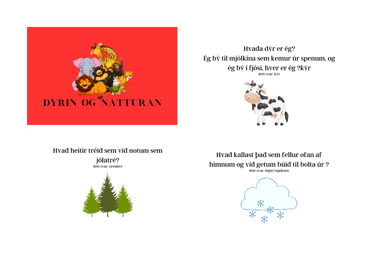 DYRIN OG NATTURAN
Hvaða dýr er ég?
Ég bý til mjólkina sem kemur úr spenum, og
ég bý í fjósi, hver er ég ?kýr
Hvað heitir tréið sem við notum sem
jólatré?
Hvað kallast það sem fellur ofan af
himnum og við getum búið til bolta úr ?